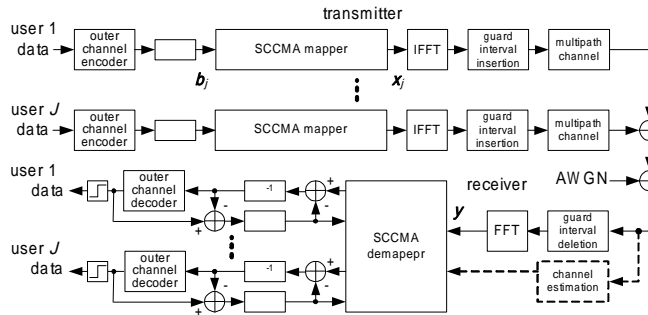 transmitter
user 1
data
outer
channel
encoder
SCCMA mapper
IFFT
guard
interval
insertion
multipath
channel
bj
xj
user J
data
outer
channel
encoder
SCCMA mapper
IFFT
guard
interval
insertion
multipath
channel
user 1
data
outer
channel
decoder
-1
+
-
+
-
SCCMA
demapepr
receiver
AWGN
y
FFT
guard
interval
deletion
channel
estimation
user J
data
outer
channel
decoder
-1
+
-
+
-